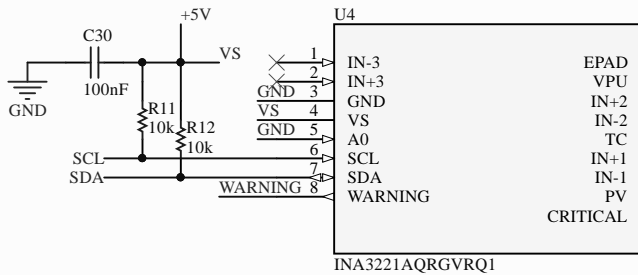 U4
+5V
C30
VS
100nF
GND
R11
10k
R12
10k
SCL
SDA
WARNING
GND
VS
GND
1 IN-3 EPAD
2 IN+3 VPU
3 GND IN+2
4 VS IN-2
5 A0 TC
6 SCL IN+1
7 SDA IN-1
8 WARNING PV
CRITICAL
INA3221AQRGVRQ1